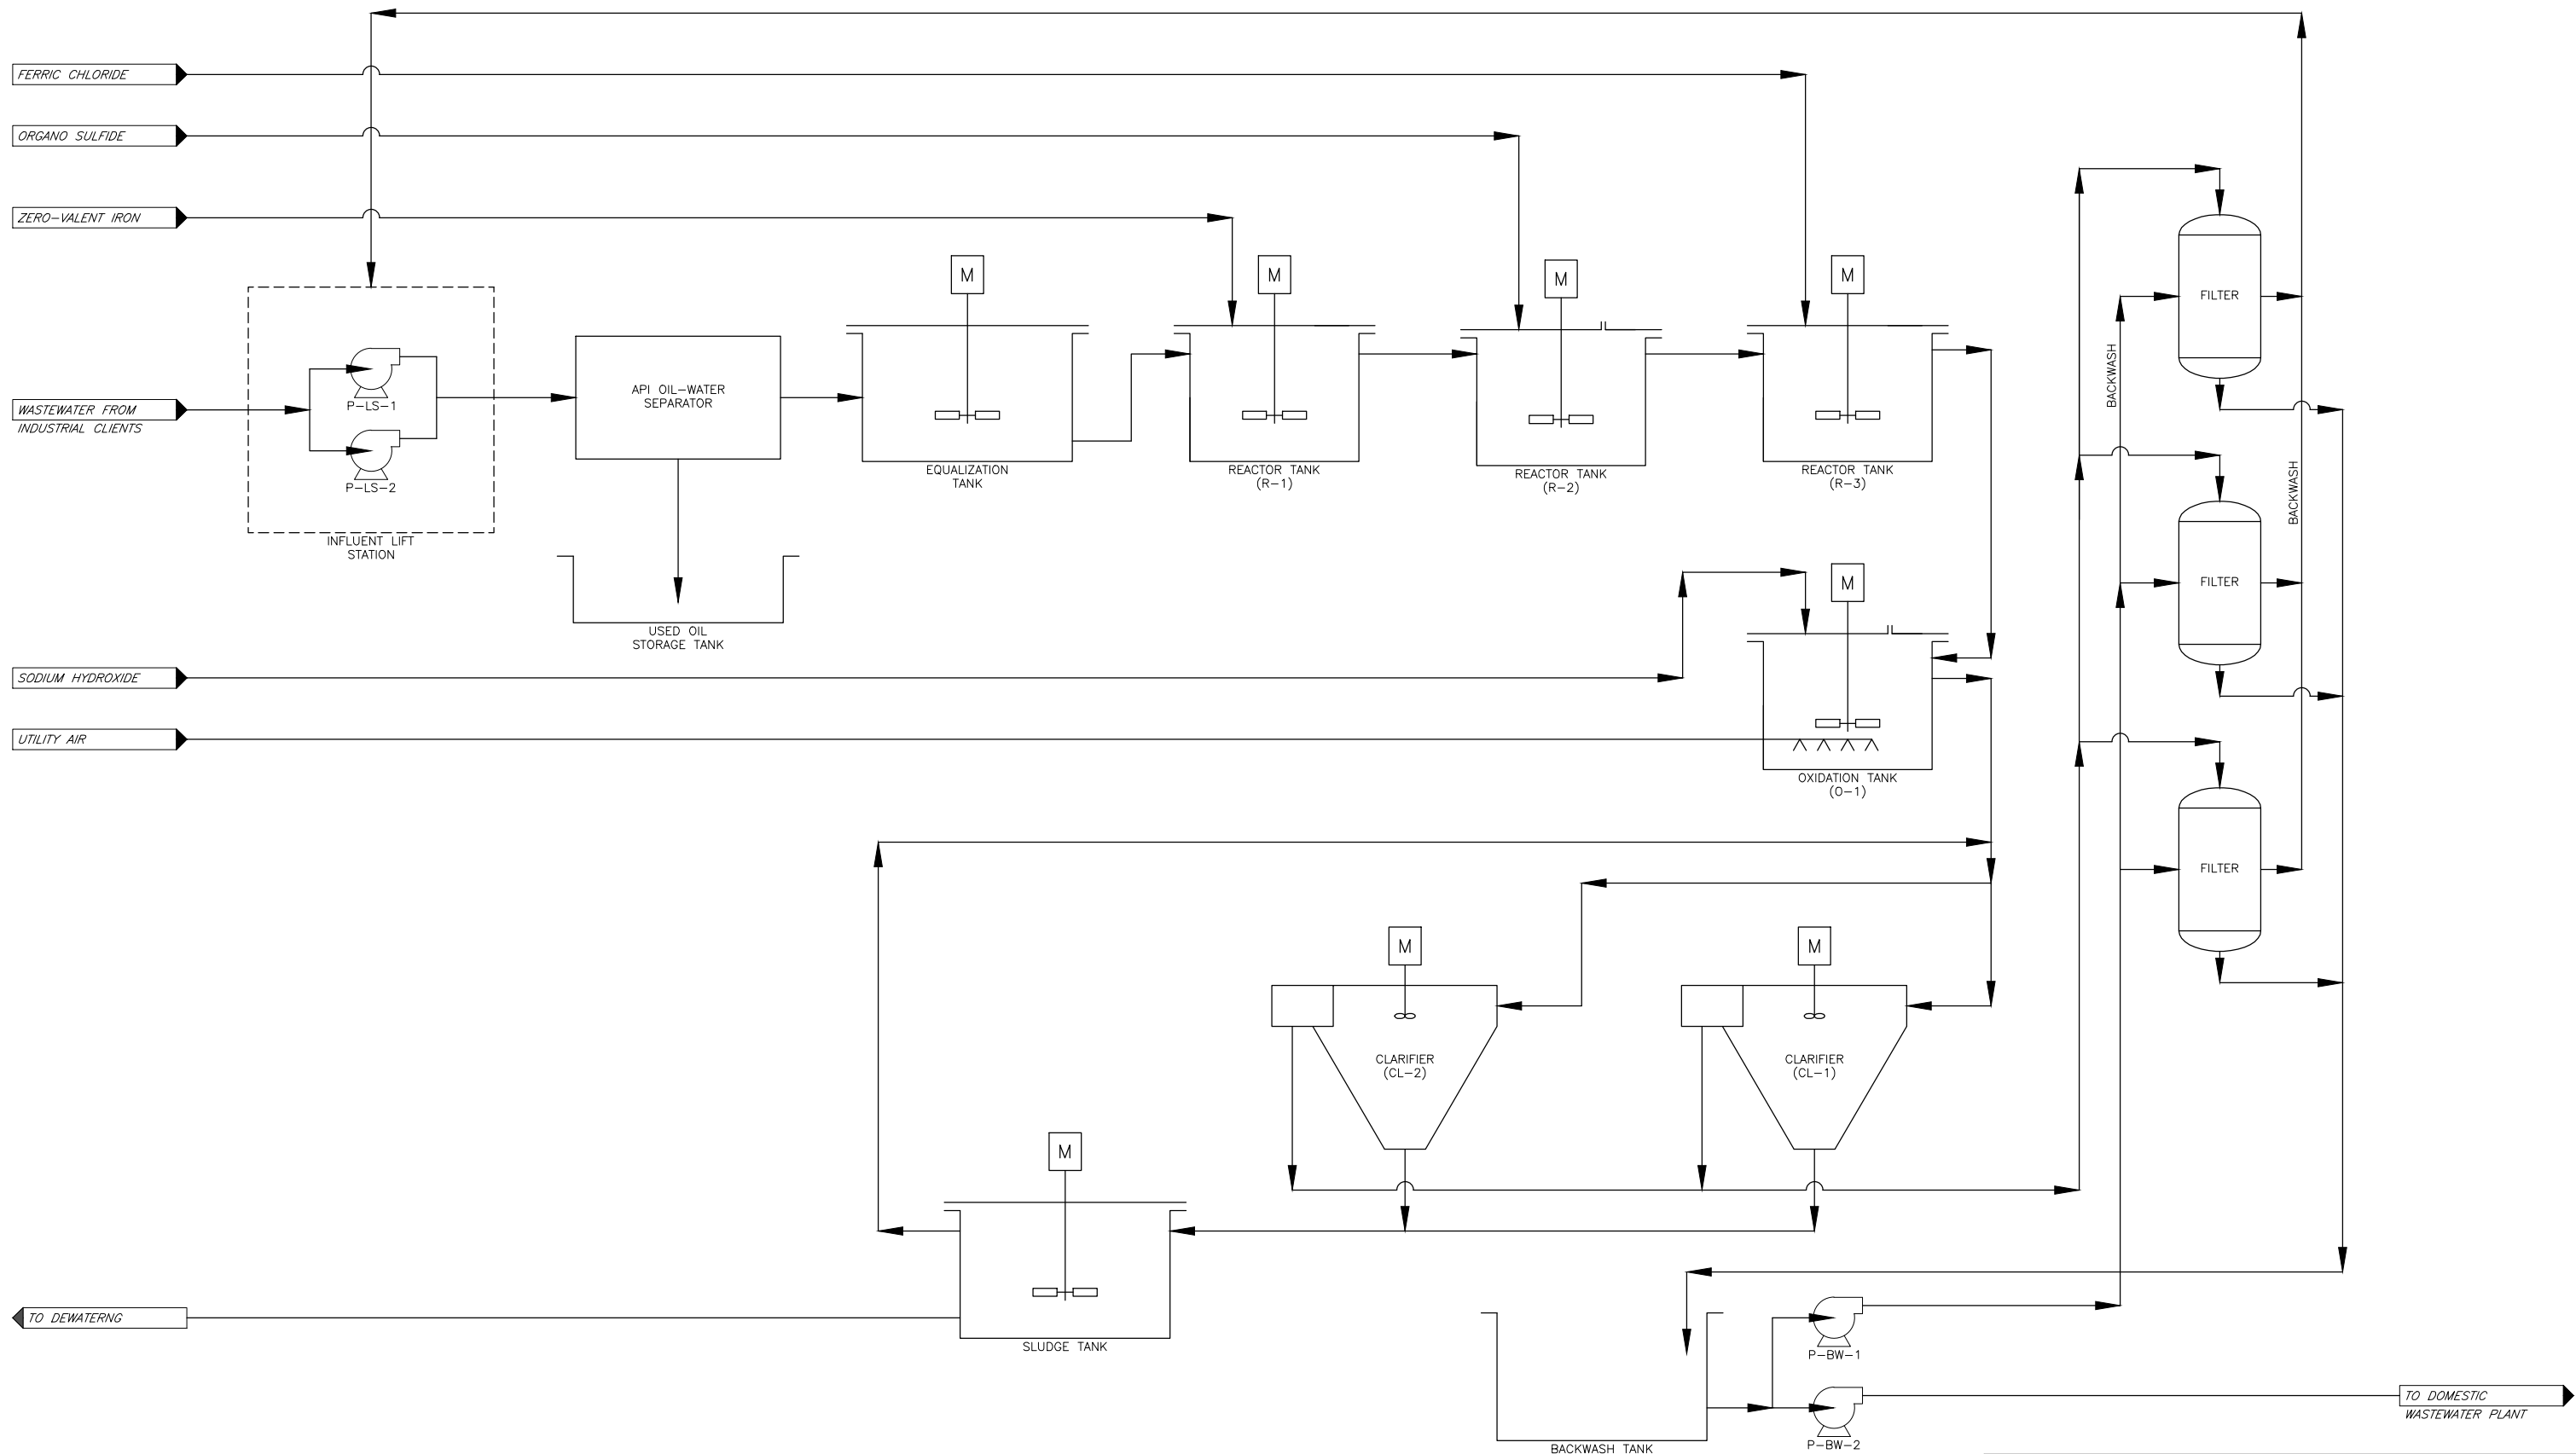 FERRIC CHLORIDE
ORGANO SULFIDE
ZERO-VALENT IRON
WASTEWATER FROM
INDUSTRIAL CLIENTS
P-LS-1
P-LS-2
INFLUENT LIFT
STATION
API OIL-WATER
SEPARATOR
USED OIL
STORAGE TANK
M
EQUALIZATION
TANK
M
REACTOR TANK
(R-1)
M
REACTOR TANK
(R-2)
M
REACTOR TANK
(R-3)
SODIUM HYDROXIDE
UTILITY AIR
M
OXIDATION TANK
(O-1)
BACKWASH
BACKWASH
FILTER
FILTER
FILTER
M
CLARIFIER
(CL-2)
M
CLARIFIER
(CL-1)
M
SLUDGE TANK
TO DEWATERNG
BACKWASH TANK
P-BW-1
P-BW-2
TO DOMESTIC
WASTEWATER PLANT